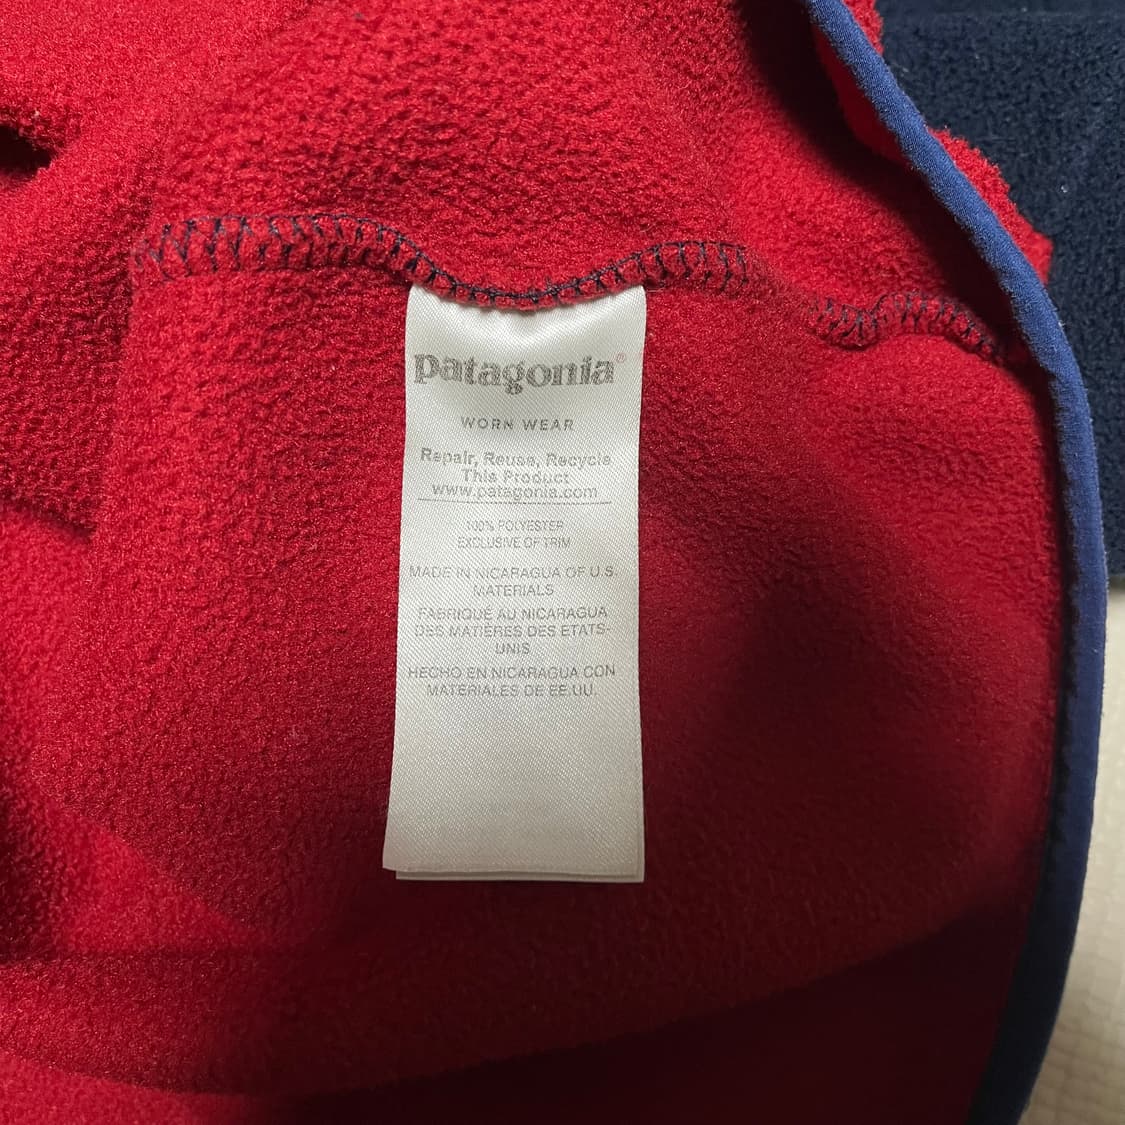 patagonia®
WORN WEAR
Repair, Reuse, Recycle
This Product
www.patagonia.com
100% POLYESTER
EXCLUSIVE OF TRIM
MADE IN NICARAGUA OF U.S.
MATERIALS
FABRIQUÉ AU NICARAGUA
DES MATIÈRES DES ETATS-
UNIS
HECHO EN NICARAGUA CON
MATERIALES DE EE.UU.